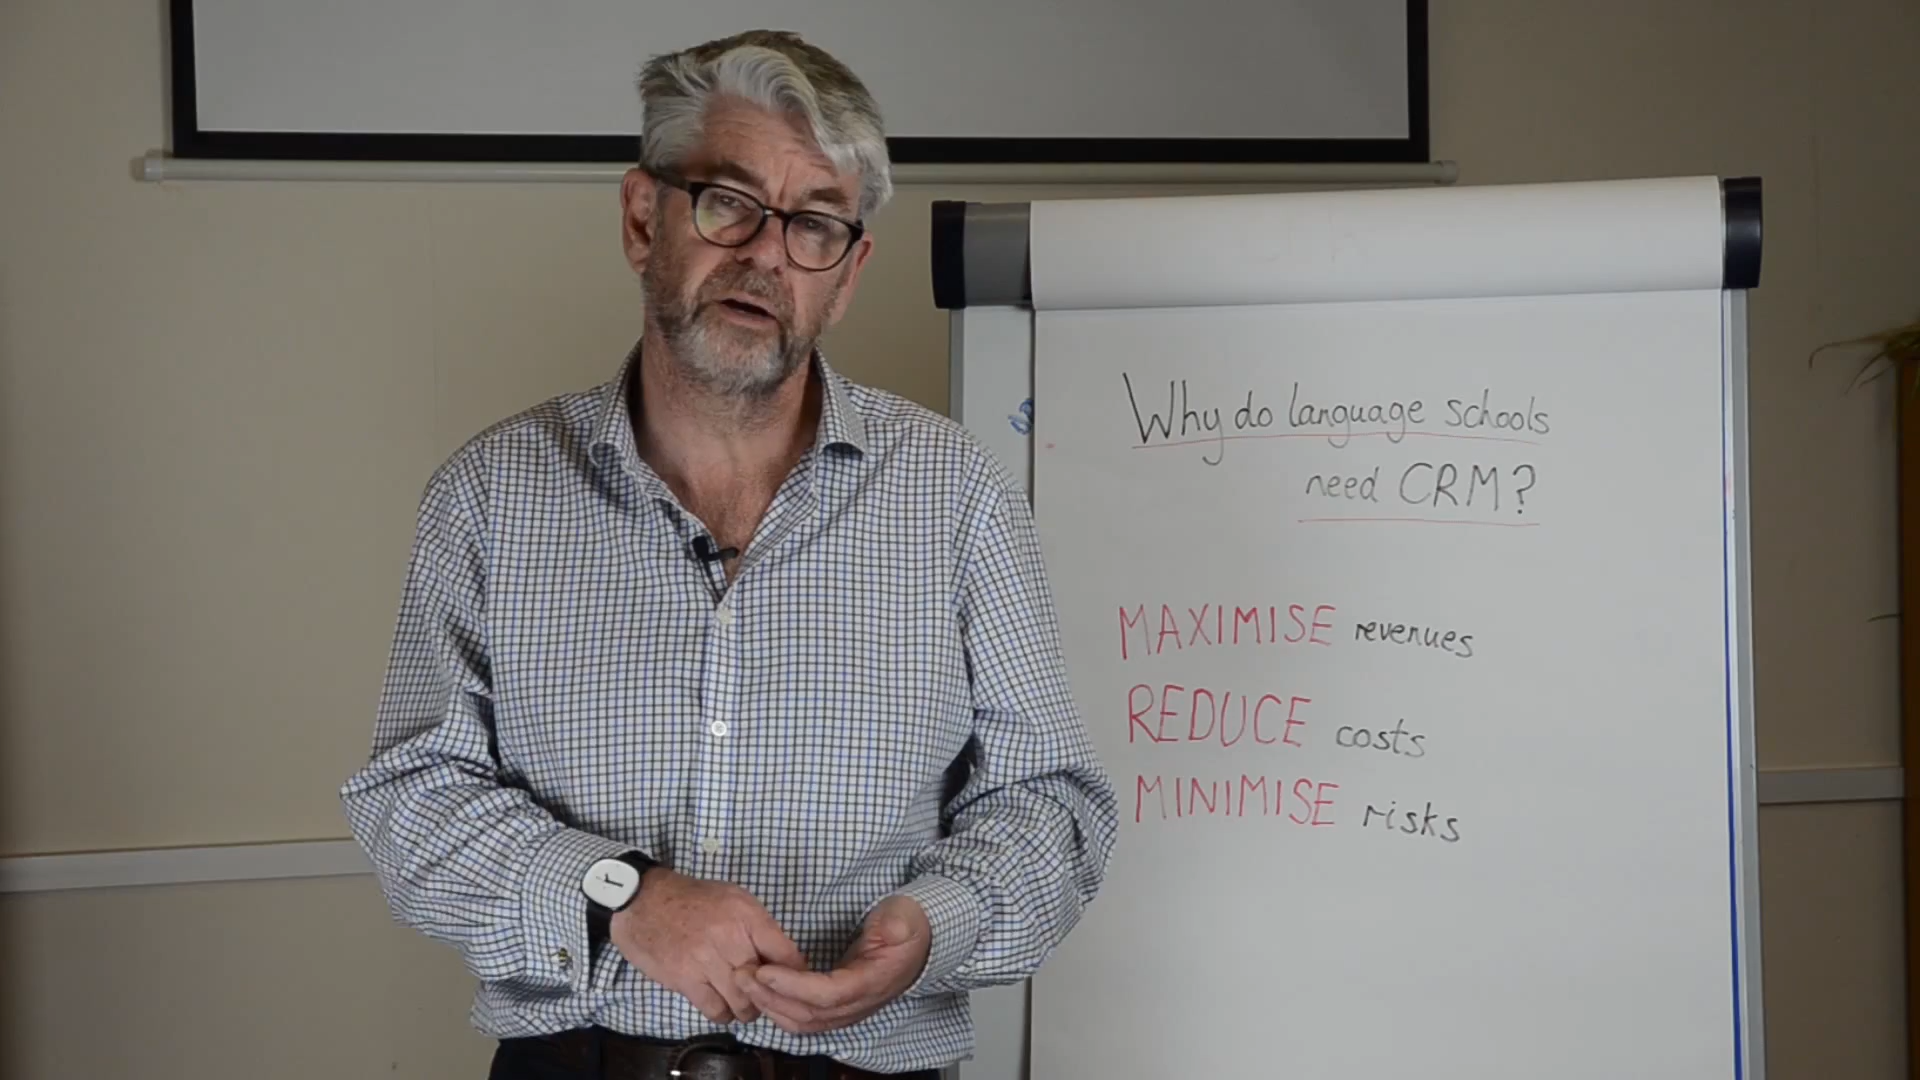 Why do language schools
need CRM?
MAXIMISE revenues
REDUCE costs
MINIMISE risks